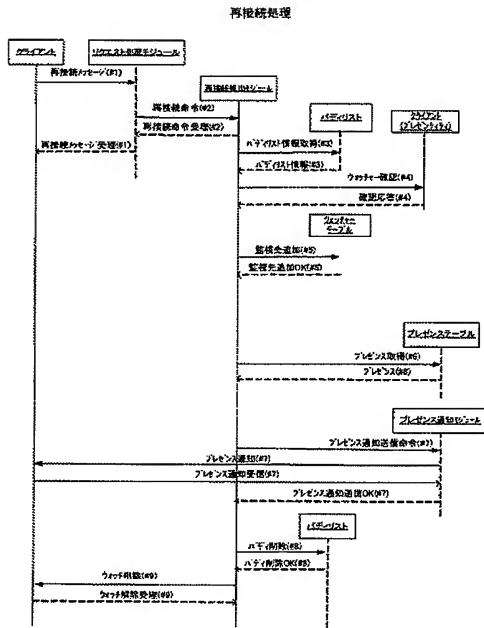 再接続処理
クライアント
リクエスト処理モジュール
再接続メッセージ(#1)
再接続処理モジュール
再接続命令(#2)
バディリスト
クライアント
(プレゼンティティ)
再接続命令受理(#2)
再接続メッセージ受理(#1)
バディリスト情報取得(#3)
バディリスト情報(#3)
ウォッチャー確認(#4)
確認応答(#4)
ウォッチャー
テーブル
監視先追加(#5)
監視先追加OK(#5)
プレゼンステーブル
プレゼンス取得(#6)
プレゼンス(#6)
プレゼンス通知モジュール
プレゼンス通知送信命令(#7)
プレゼンス通知(#7)
プレゼンス通知受信(#7)
プレゼンス通知送信OK(#7)
バディリスト
バディ削除(#8)
バディ削除OK(#8)
ウォッチ解除(#9)
ウォッチ解除受理(#9)